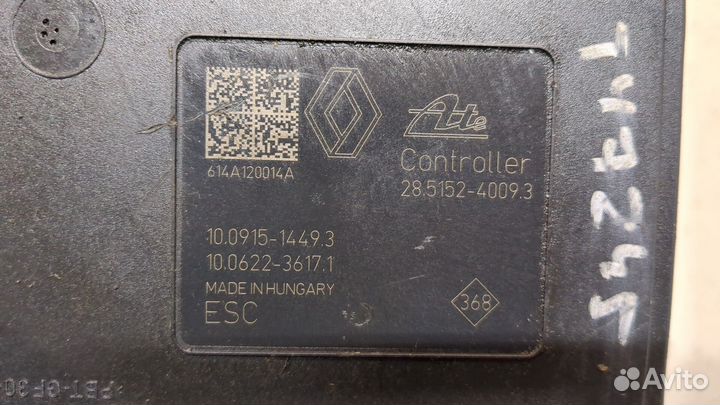 Ate
614A120014A
Controller
28.5152-4009.3
10.0915-1449.3
10.0622-3617.1
MADE IN HUNGARY
ESC
368
Avito